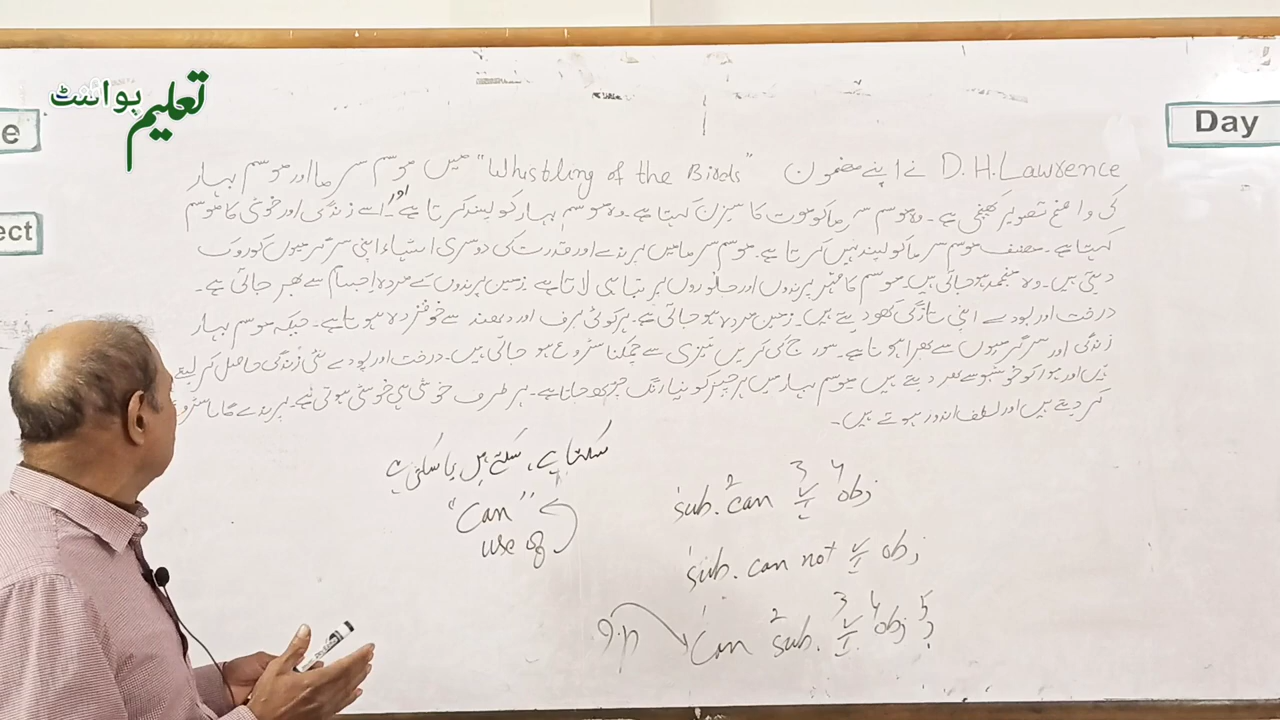 تعلیم پوائنٹ
e
Day
ect
D.H.Lawrence نے اپنے مضمون "Whistling of the Birds" میں موسم سرما اور موسم بہار
کی واضح تصویر کھینچی ہے۔ وہ موسم سرما کو موت کا سیزن کہتا ہے۔ وہ موسم بہار کو پسند کرتا ہے اور اسے زندگی اور خوشی کا موسم
کہتا ہے۔ مصنف موسم سرما کو پسند نہیں کرتا ہے۔ موسم سرما میں پرندے اور قدرت کی دوسری اشیاء اپنی سرگرمیوں کو روک
دیتی ہیں۔ وہ منجمد ہو جاتی ہیں۔ موسم کا قہر پرندوں اور جانوروں پر تباہی لاتا ہے۔ زمین پرندوں کے مردہ اجسام سے بھر جاتی ہے۔
درخت اور پودے اپنی تازگی کھو دیتے ہیں۔ زمین مردہ ہو جاتی ہے۔ ہر کوئی برف اور دھند سے خوفزدہ ہوتا ہے۔ جبکہ موسم بہار
زندگی اور سرگرمیوں سے بھرا ہوتا ہے۔ سورج کی کرنیں تیزی سے چمکنا شروع ہو جاتی ہیں۔ درخت اور پودے نئی زندگی حاصل کر لیتے
ہیں اور ہوا کو خوشبو سے بھر دیتے ہیں موسم بہار میں ہر چیز کو نیا رنگ چڑھ جاتا ہے۔ ہر طرف خوشی ہی خوشی ہوتی ہے۔ پرندے گانا شروع
کر دیتے ہیں اور لطف اندوز ہوتے ہیں۔
سکتا ہے، سکتے ہیں یا سکتی ہے
"Can"
use of
sub. 2 can 3 V I 4 obj
sub. can not V I obj
1 Can 2 sub. 3 V I 4 obj 5 ?